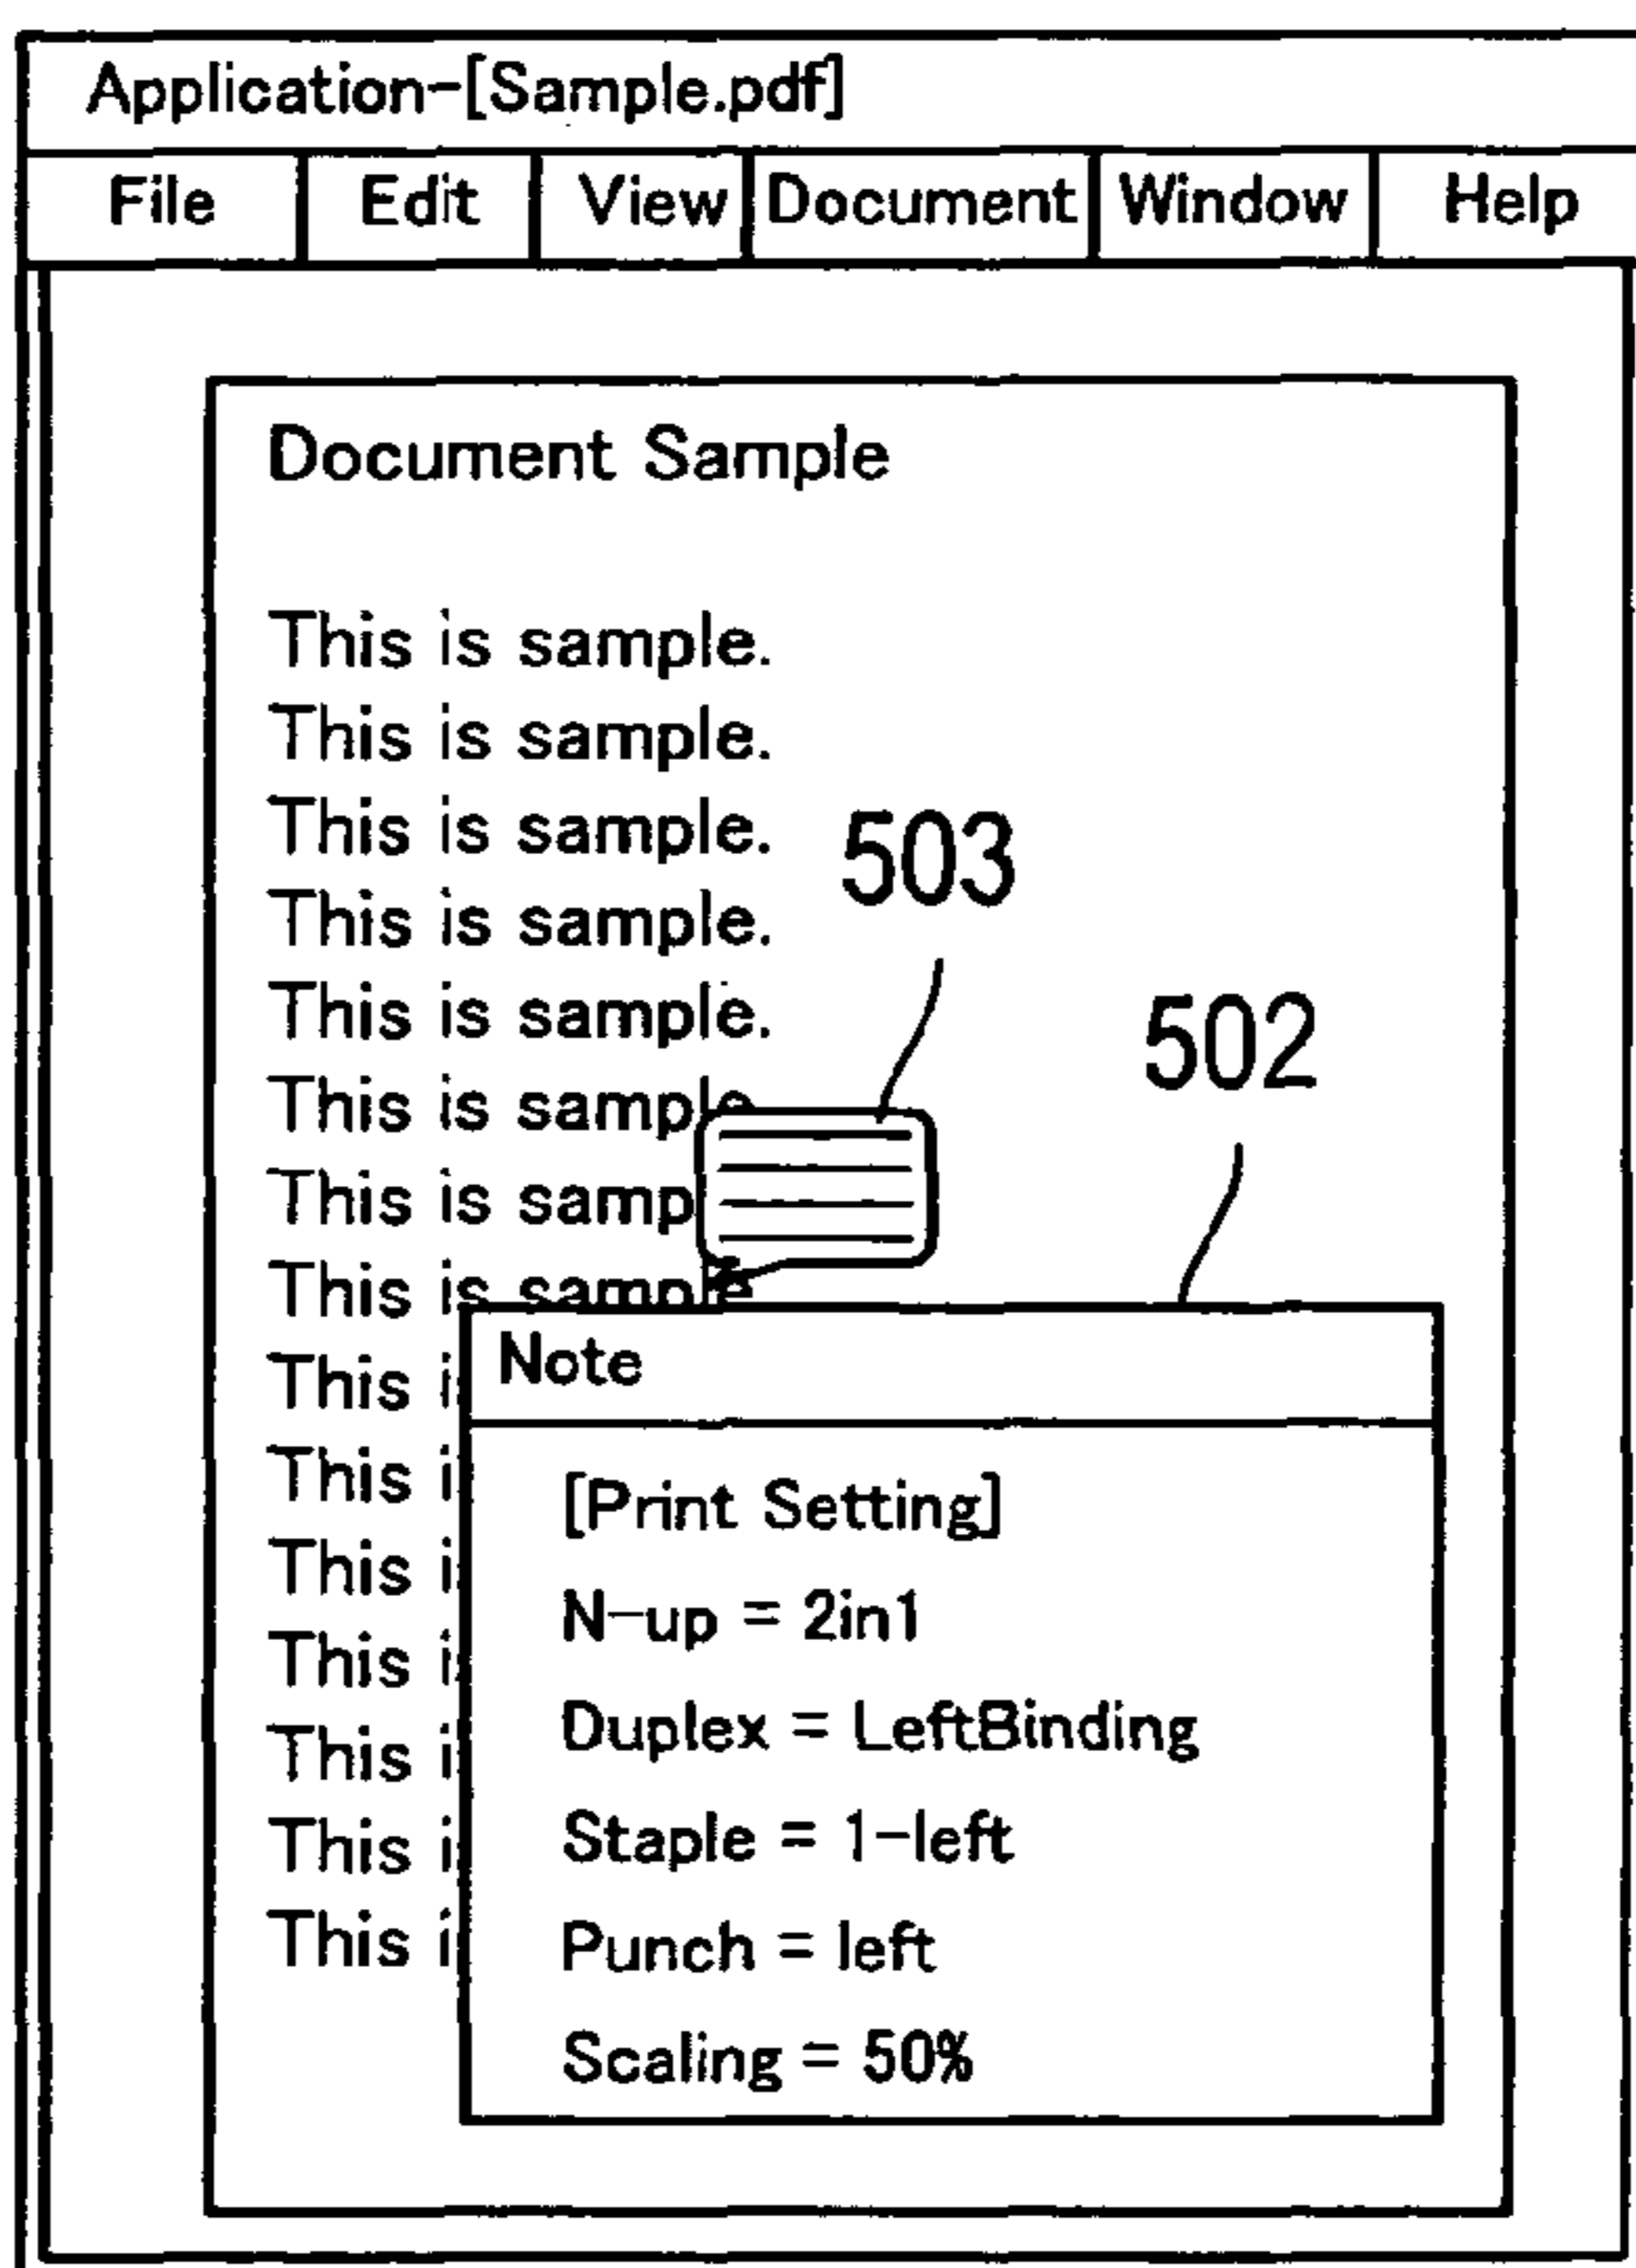 Application-[Sample.pdf]
File Edit View Document Window Help
Document Sample
This is sample.
This is sample.
This is sample.
This is sample.
This is sample.
This is sample
This is samp
This is sample
This i
This i
This i
This i
This i
This i
This i
503
502
Note
[Print Setting]
N-up = 2in1
Duplex = LeftBinding
Staple = 1-left
Punch = left
Scaling = 50%